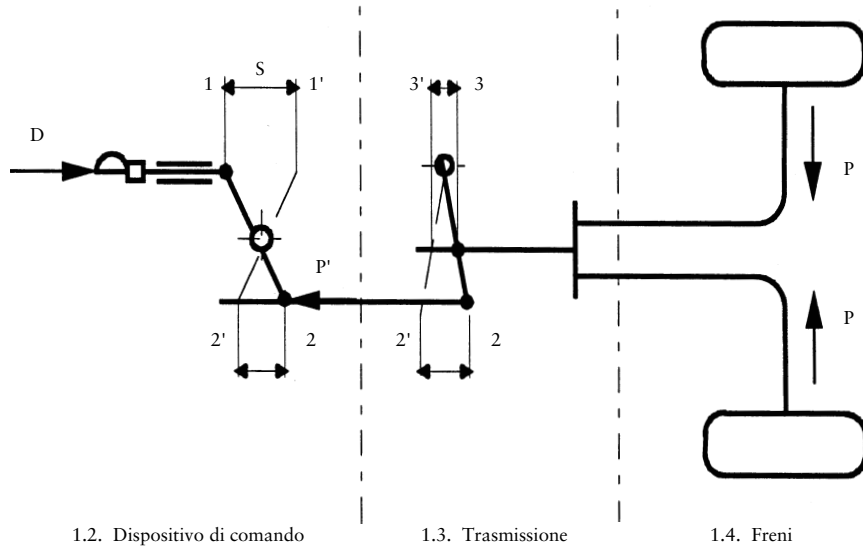 S
1 1' 3' 3
D
P
P'
P
2' 2 2' 2
1.2. Dispositivo di comando 1.3. Trasmissione 1.4. Freni